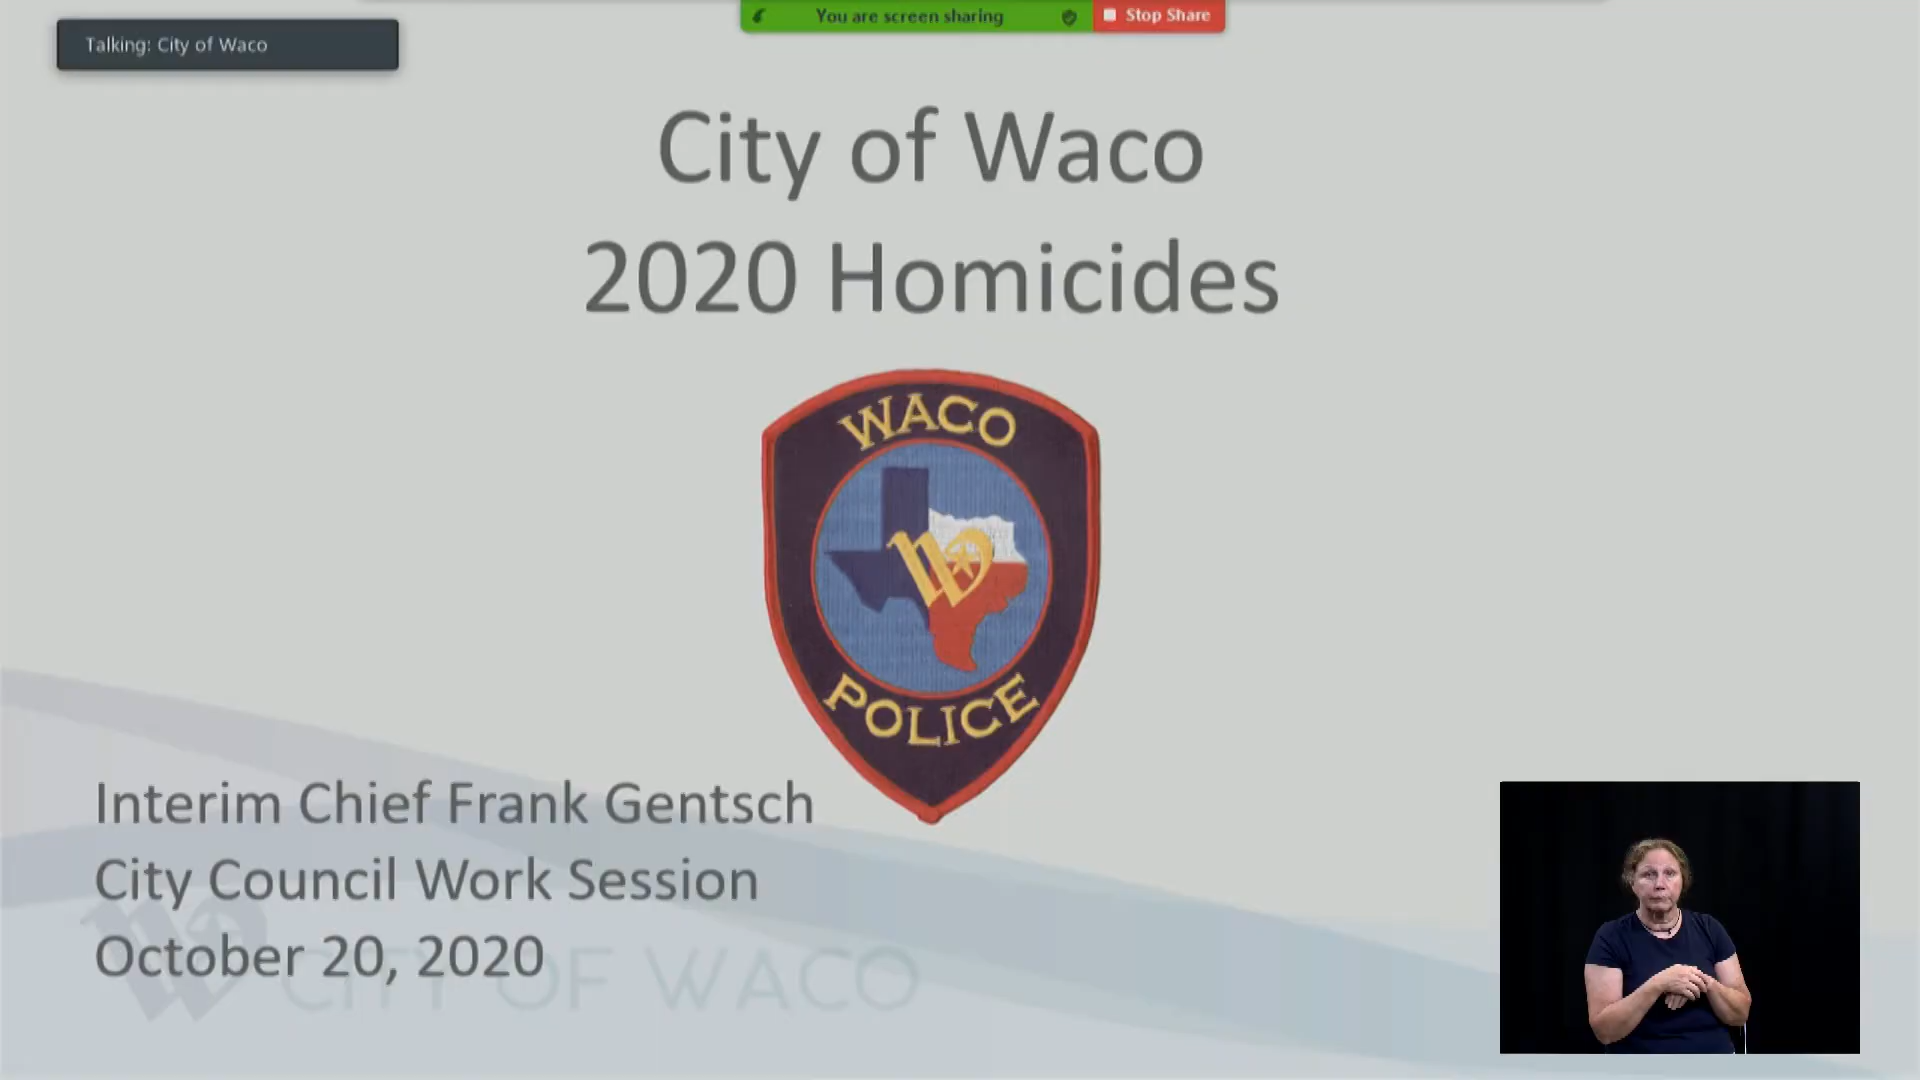 You are screen sharing
Stop Share
Talking: City of Waco
City of Waco
2020 Homicides
WACO
W
POLICE
Interim Chief Frank Gentsch
City Council Work Session
October 20, 2020
W CITY OF WACO